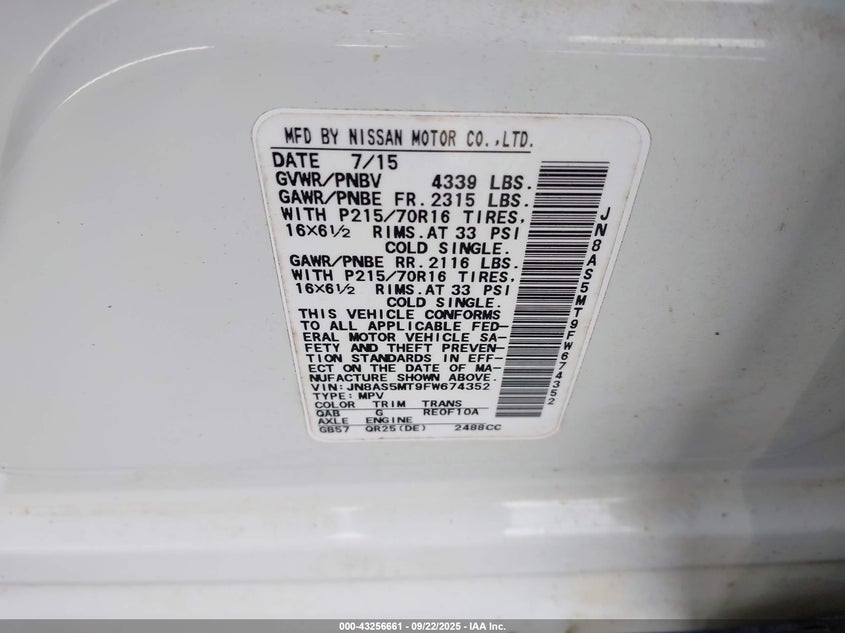 MFD BY NISSAN MOTOR CO.,LTD.
DATE 7/15
GVWR/PNBV 4339 LBS.
GAWR/PNBE FR. 2315 LBS.
WITH P215/70R16 TIRES,
16×6½ RIMS. AT 33 PSI
COLD SINGLE.
GAWR/PNBE RR. 2116 LBS.
WITH P215/70R16 TIRES,
16×6½ RIMS. AT 33 PSI
COLD SINGLE.
THIS VEHICLE CONFORMS
TO ALL APPLICABLE FED-
ERAL MOTOR VEHICLE SA-
FETY AND THEFT PREVEN-
TION STANDARDS IN EFF-
ECT ON THE DATE OF MA-
NUFACTURE SHOWN ABOVE.
VIN: JN8AS5MT9FW674352
TYPE: MPV
COLOR TRIM TRANS
QAB G RE0F10A
AXLE ENGINE
GB57 QR25(DE) 2488CC
JN8AS5MT9FW674352
000-43256661 - 09/22/2025 - IAA Inc.